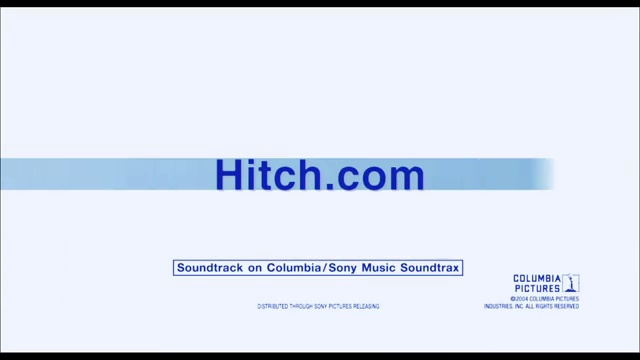 Hitch.com
Soundtrack on Columbia/Sony Music Soundtrax
DISTRIBUTED THROUGH SONY PICTURES RELEASING
COLUMBIA
PICTURES
©2004 COLUMBIA PICTURES
INDUSTRIES, INC. ALL RIGHTS RESERVED